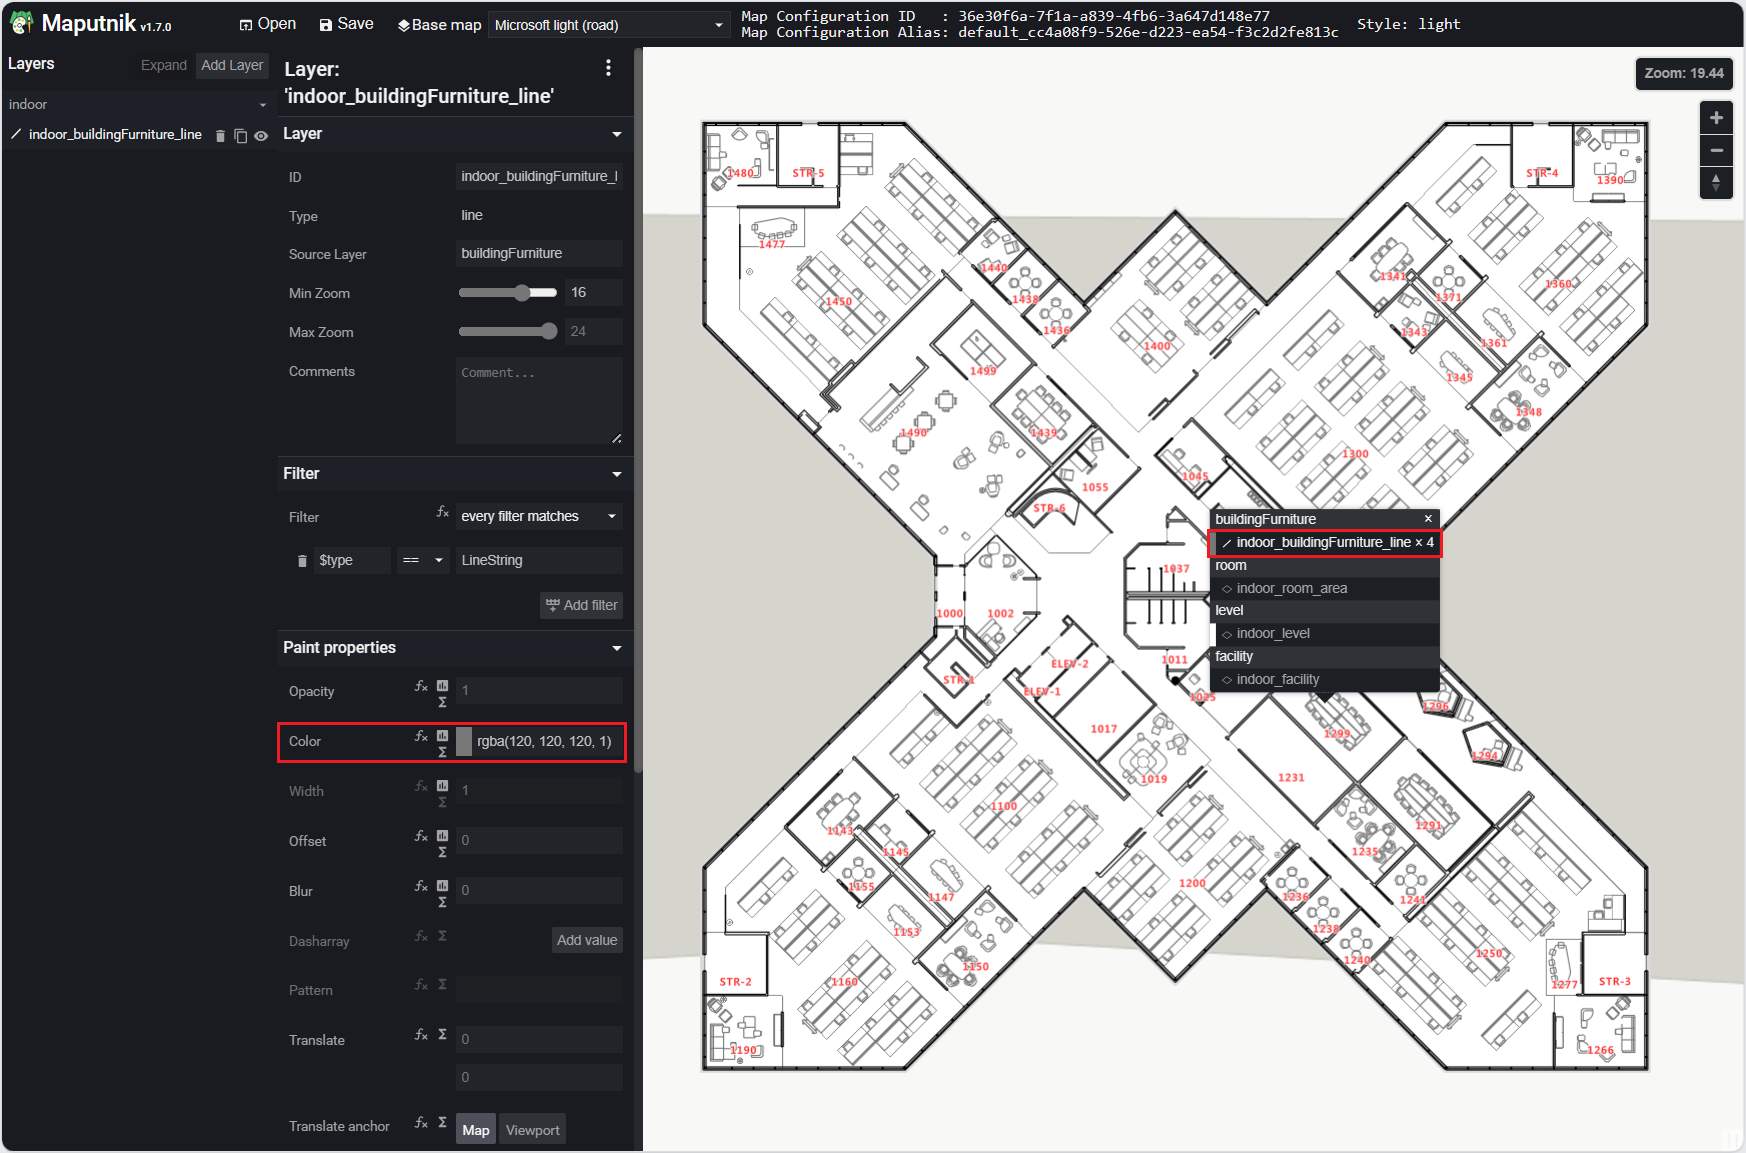 Maputnik v1.7.0
Open
Save
Base map
Microsoft light (road)
Map Configuration ID   : 36e30f6a-7f1a-a839-4fb6-3a647d148e77
Map Configuration Alias: default_cc4a08f9-526e-d223-ea54-f3c2d2fe813c
Style: light
Layers
Expand
Add Layer
indoor
indoor_buildingFurniture_line
Layer:
'indoor_buildingFurniture_line'
Layer
ID
indoor_buildingFurniture_l
Type
line
Source Layer
buildingFurniture
Min Zoom
16
Max Zoom
24
Comments
Comment...
Filter
Filter
every filter matches
$type
==
LineString
Add filter
Paint properties
Opacity
1
Color
rgba(120, 120, 120, 1)
Width
1
Offset
0
Blur
0
Dasharray
Add value
Pattern
Translate
0
0
Translate anchor
Map
Viewport
Zoom: 19.44
1480
STR-5
STR-4
1390
1477
1440
1438
1436
1450
1400
1341
1371
1360
1343
1361
1345
1348
1499
1490
1439
1300
1045
1055
STR-6
buildingFurniture
×
indoor_buildingFurniture_line × 4
room
indoor_room_area
level
indoor_level
facility
indoor_facility
1037
1000
1002
1011
ELEV-2
STR-1
ELEV-1
1025
1296
1017
1299
1294
1019
1231
1100
1143
1145
1291
1235
1155
1147
1200
1236
1241
1153
1238
1150
1240
1250
STR-2
1160
1277
STR-3
1190
1266